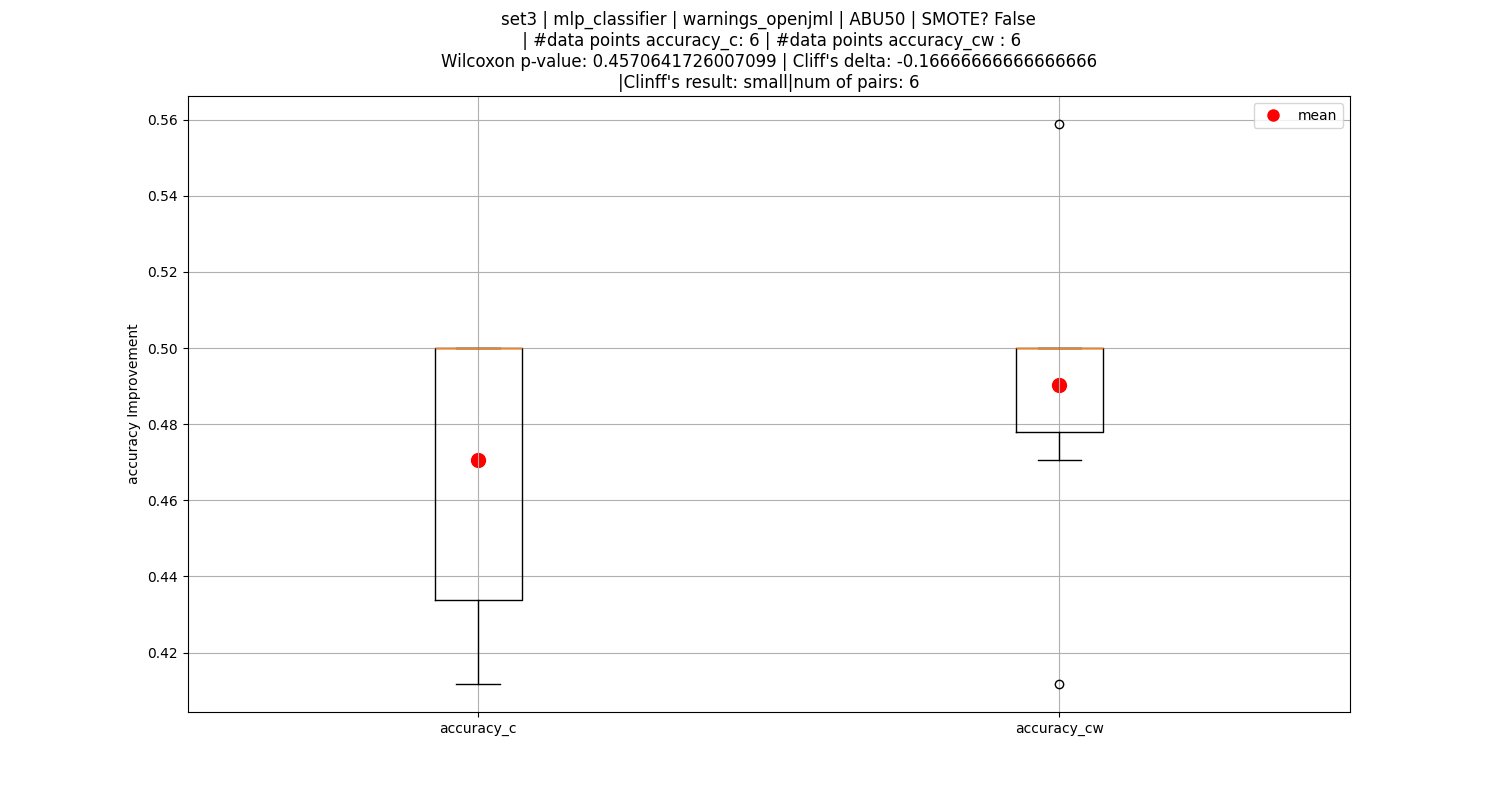 set3 | mlp_classifier | warnings_openjml | ABU50 | SMOTE? False
| #data points accuracy_c: 6 | #data points accuracy_cw : 6
Wilcoxon p-value: 0.4570641726007099 | Cliff's delta: -0.16666666666666666
|Clinff's result: small|num of pairs: 6
mean
0.56
0.54
0.52
0.50
0.48
0.46
0.44
0.42
accuracy Improvement
accuracy_c
accuracy_cw